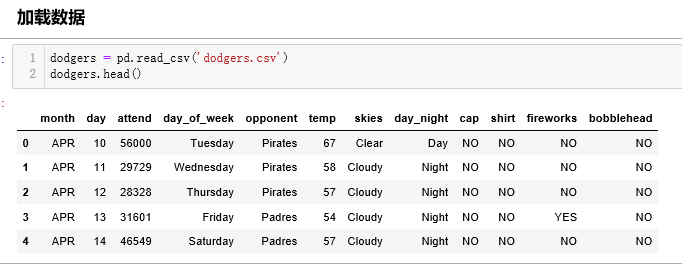 加载数据
:
1 dodgers = pd.read_csv('dodgers.csv')
2 dodgers.head()
:
month day attend day_of_week opponent temp skies day_night cap shirt fireworks bobblehead
0 APR 10 56000 Tuesday Pirates 67 Clear Day NO NO NO NO
1 APR 11 29729 Wednesday Pirates 58 Cloudy Night NO NO NO NO
2 APR 12 28328 Thursday Pirates 57 Cloudy Night NO NO NO NO
3 APR 13 31601 Friday Padres 54 Cloudy Night NO NO YES NO
4 APR 14 46549 Saturday Padres 57 Cloudy Night NO NO NO NO